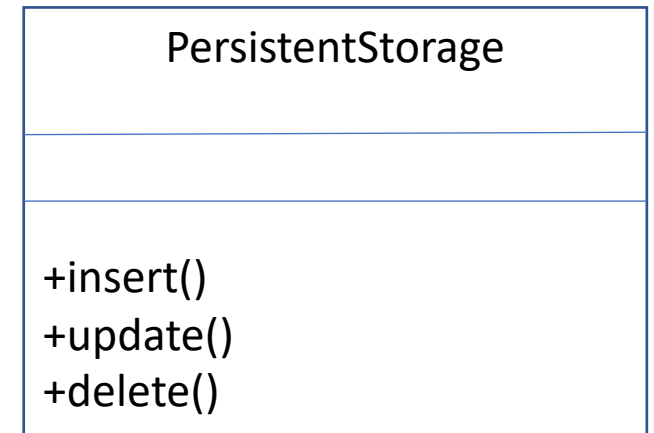 PersistentStorage
+insert()
+update()
+delete()